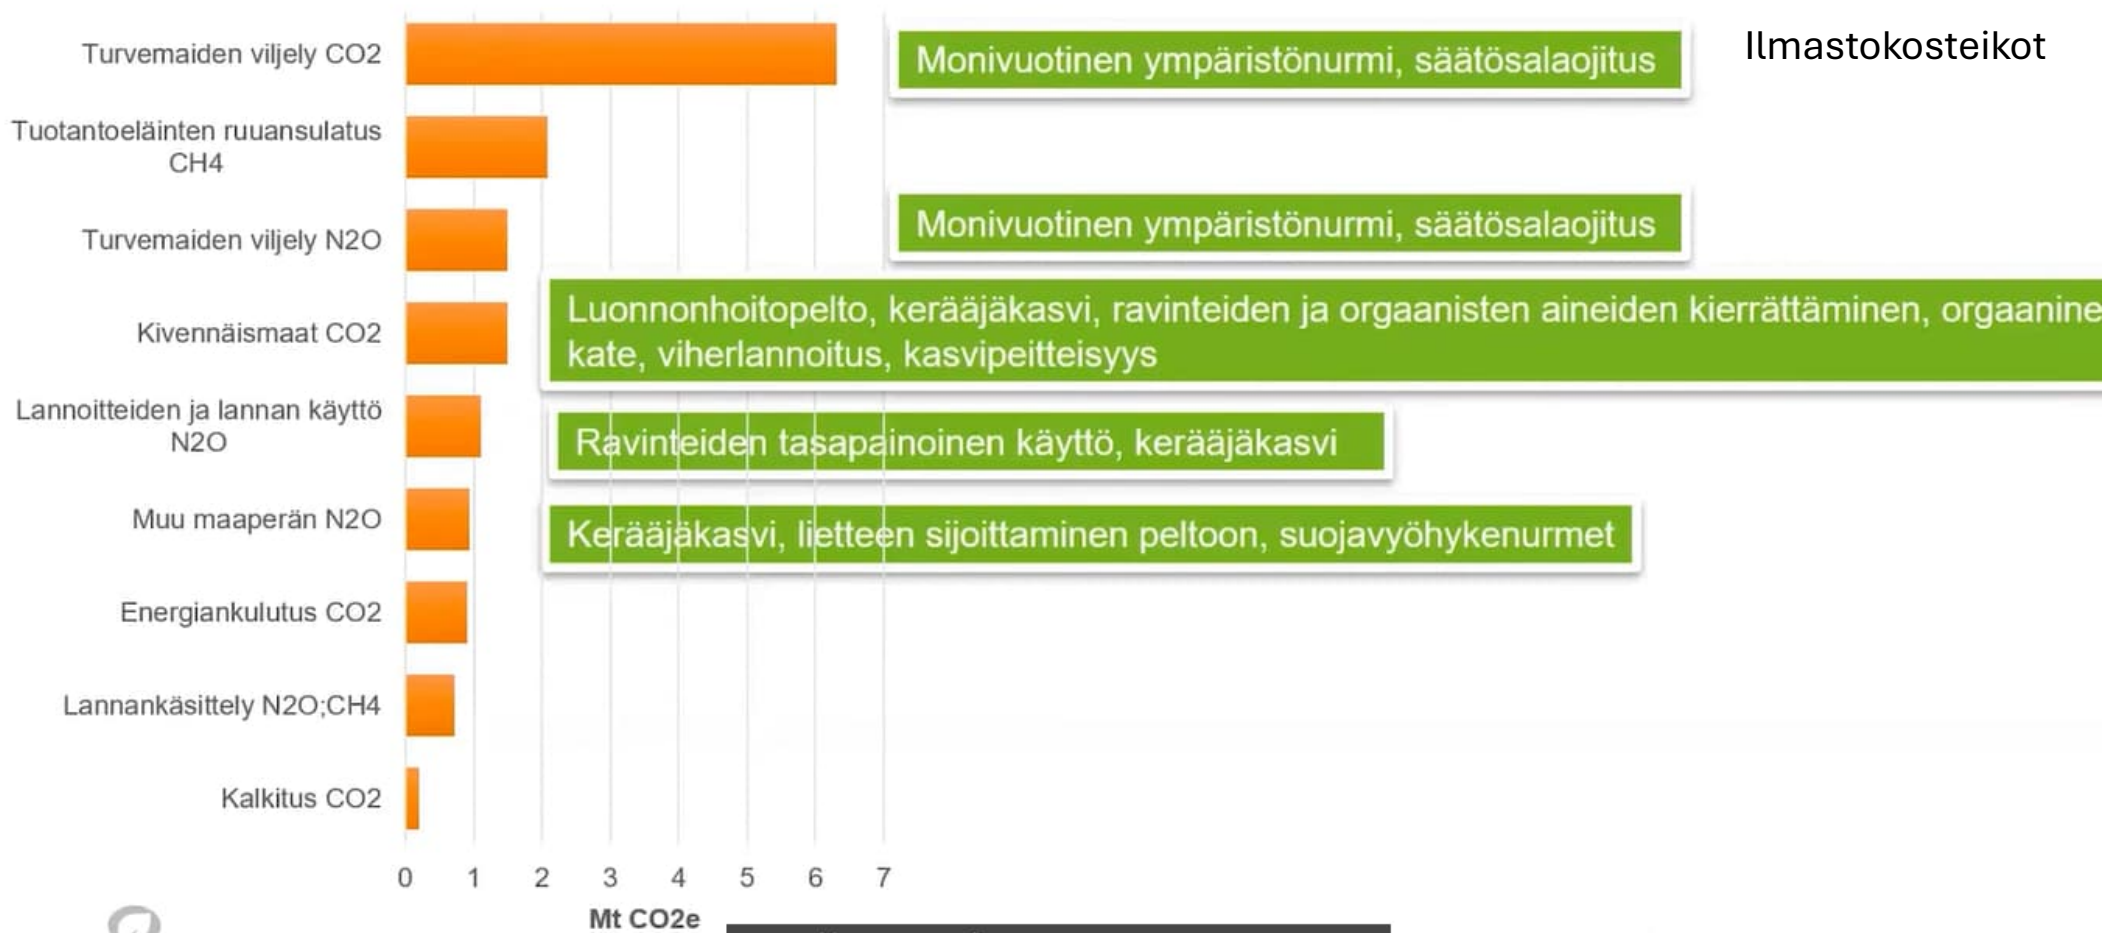 Turvemaiden viljely CO2
Monivuotinen ympäristönurmi, säätösalaojitus
Ilmastokosteikot
Tuotantoeläinten ruuansulatus
CH4
Turvemaiden viljely N2O
Monivuotinen ympäristönurmi, säätösalaojitus
Kivennäismaat CO2
Luonnonhoitopelto, kerääjäkasvi, ravinteiden ja orgaanisten aineiden kierrättäminen, orgaanine
kate, viherlannoitus, kasvipeitteisyys
Lannoitteiden ja lannan käyttö
N2O
Ravinteiden tasapainoinen käyttö, kerääjäkasvi
Muu maaperän N2O
Kerääjäkasvi, lietteen sijoittaminen peltoon, suojavyöhykenurmet
Energiankulutus CO2
Lannankäsittely N2O;CH4
Kalkitus CO2
0 1 2 3 4 5 6 7
Mt CO2e